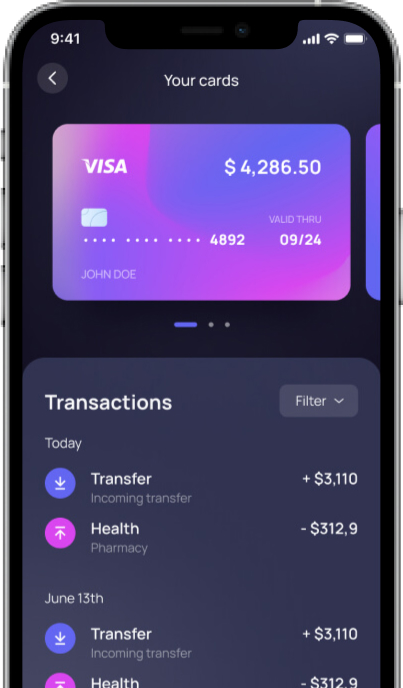 9:41
Your cards
VISA
$ 4,286.50
VALID THRU
•••• •••• •••• 4892
09/24
JOHN DOE
Transactions
Filter
Today
Transfer
+ $3,110
Incoming transfer
Health
- $312,9
Pharmacy
June 13th
Transfer
+ $3,110
Incoming transfer
Health
- $312,9